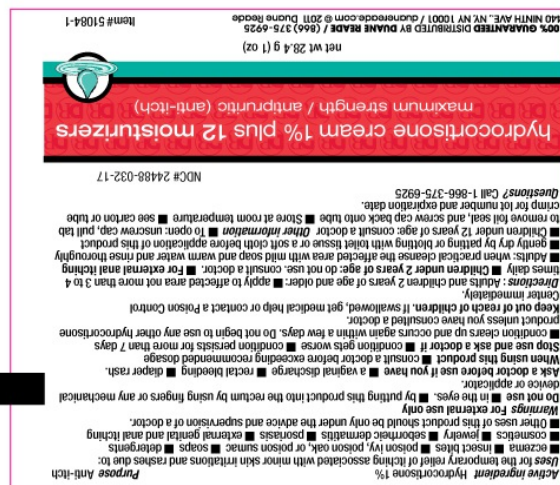 Active ingredient Hydrocortisone 1% Purpose Anti-itch
Uses for the temporary relief of itching associated with minor skin irritations and rashes due to:
■ eczema ■ insect bites ■ poison ivy, poison oak, or poison sumac ■ soaps ■ detergents
■ cosmetics ■ jewelry ■ seborrheic dermatitis ■ psoriasis ■ external genital and anal itching
■ Other uses of this product should be only under the advice and supervision of a doctor.
Warnings For external use only
Do not use ■ in the eyes. ■ by putting this product into the rectum by using fingers or any mechanical
device or applicator.
Ask a doctor before use if you have ■ a vaginal discharge ■ rectal bleeding ■ diaper rash.
When using this product ■ consult a doctor before exceeding recommended dosage
Stop use and ask a doctor if ■ condition gets worse ■ condition persists for more than 7 days
■ condition clears up and occurs again within a few days. Do not begin to use any other hydrocortisone
product unless you have consulted a doctor.
Keep out of reach of children. If swallowed, get medical help or contact a Poison Control
Center immediately.
Directions: Adults and children 2 years of age and older: ■ apply to affected area not more than 3 to 4
times daily ■ Children under 2 years of age: do not use. consult a doctor. ■ For external anal itching
■ Adults: when practical cleanse the affected area with mild soap and warm water and rinse thoroughly
■ gently dry by patting or blotting with toilet tissue or a soft cloth before application of this product
■ Children under 12 years of age: consult a doctor Other information ■ To open: unscrew cap, pull tab
to remove foil seal, and screw cap back onto tube ■ Store at room temperature ■ see carton or tube
crimp for lot number and expiration date.
Questions? Call 1-866-375-6925
NDC# 24488-032-17
hydrocortisone cream 1% plus 12 moisturizers
maximum strength / antipruritic (anti-itch)
net wt 28.4 g (1 oz)
Item# 51084-1
00% GUARANTEED DISTRIBUTED BY DUANE READE / (866) 375-6925
140 NINTH AVE., NY, NY 10001 / duanereade.com © 2011 Duane Reade